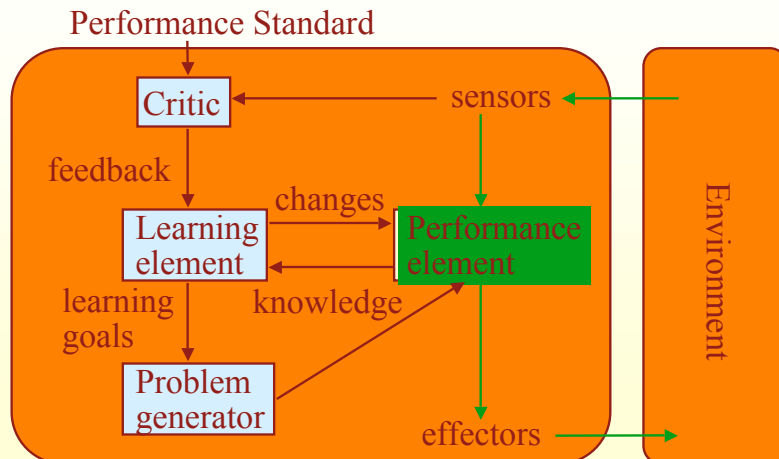 Performance Standard
Critic
sensors
feedback
changes
Learning
element
Performance
element
knowledge
learning
goals
Problem
generator
effectors
Environment